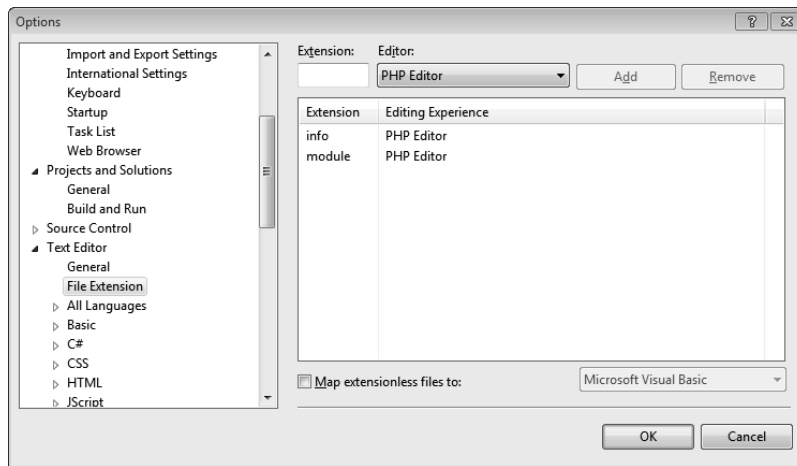 Options
Import and Export Settings
International Settings
Keyboard
Startup
Task List
Web Browser
Projects and Solutions
General
Build and Run
Source Control
Text Editor
General
File Extension
All Languages
Basic
C#
CSS
HTML
JScript
Extension: Editor:
PHP Editor Add Remove
Extension Editing Experience
info PHP Editor
module PHP Editor
Map extensionless files to: Microsoft Visual Basic
OK Cancel